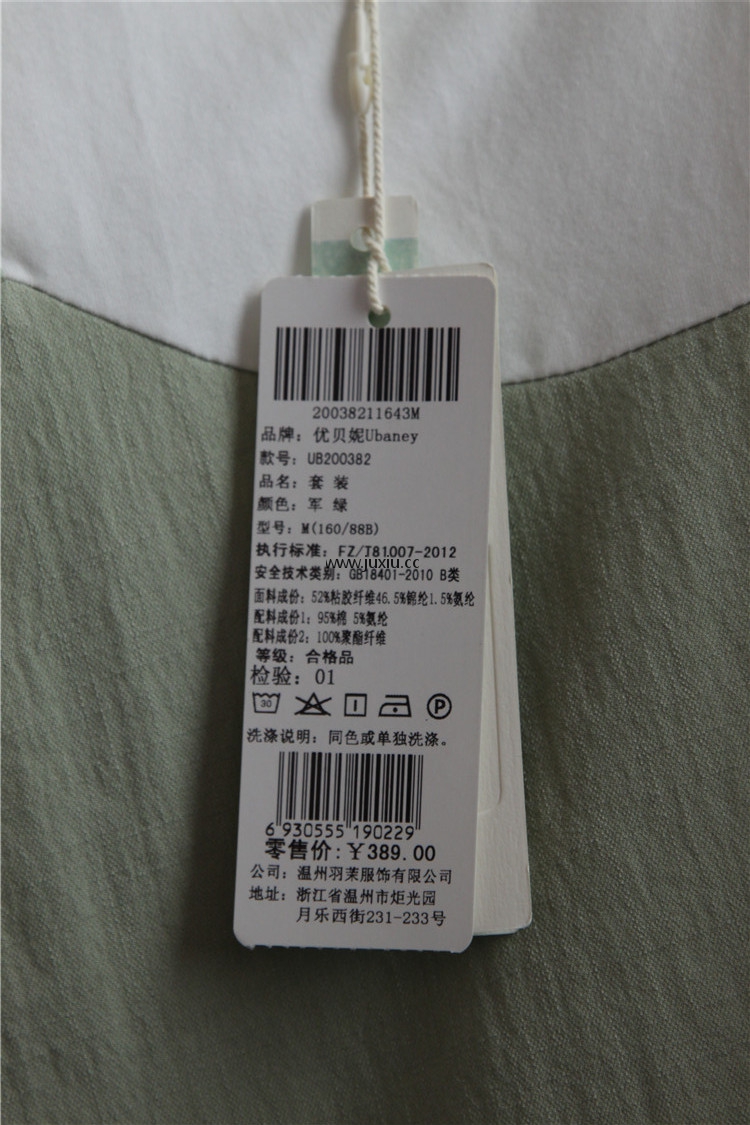 20038211643M
品牌：优贝妮Ubaney
款号：UB200382
品名：套 装
颜色：军 绿
型号：M(160/88B)
执行标准：FZ/T81007-2012
www.juxiu.cc
安全技术类别：GB18401-2010 B类
面料成份：52%粘胶纤维46.5%锦纶1.5%氨纶
配料成份1：95%棉 5%氨纶
配料成份2：100%聚酯纤维
等级：合格品
检验：01
30 P
洗涤说明：同色或单独洗涤。
6 930555 190229
零售价:￥389.00
公司：温州羽茉服饰有限公司
地址：浙江省温州市炬光园
月乐西街231-233号